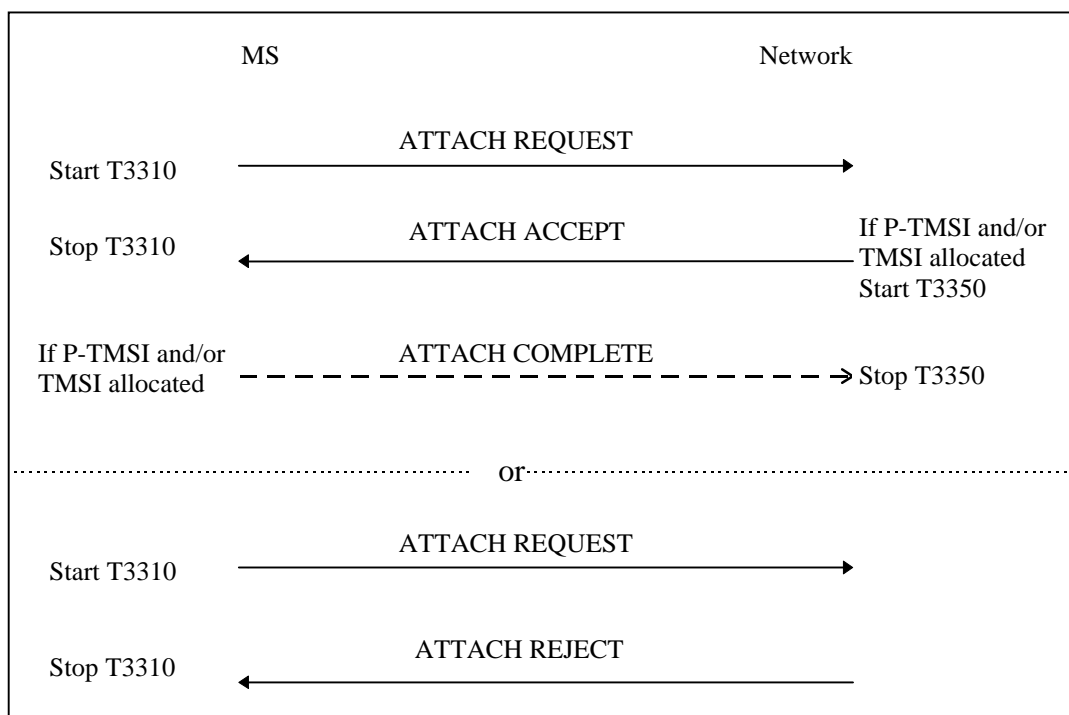 MS Network
ATTACH REQUEST
Start T3310
ATTACH ACCEPT
Stop T3310
If P-TMSI and/or
TMSI allocated
Start T3350
If P-TMSI and/or
TMSI allocated
ATTACH COMPLETE
Stop T3350
or
ATTACH REQUEST
Start T3310
ATTACH REJECT
Stop T3310